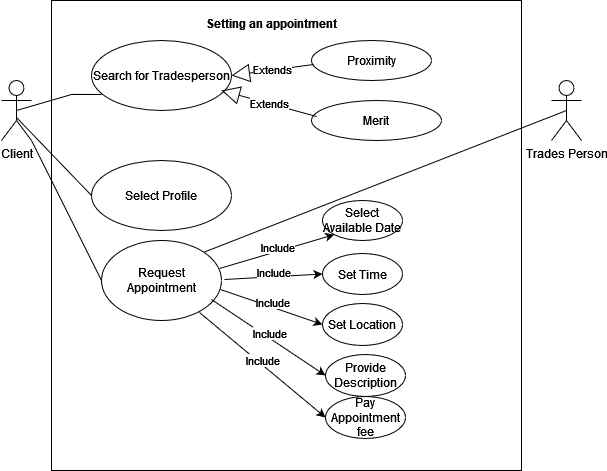 Setting an appointment
Search for Tradesperson
Extends
Proximity
Extends
Merit
Client
Trades Person
Select Profile
Select
Available Date
Include
Request
Appointment
Include
Set Time
Include
Set Location
Include
Provide
Description
Include
Pay
Appointment
fee